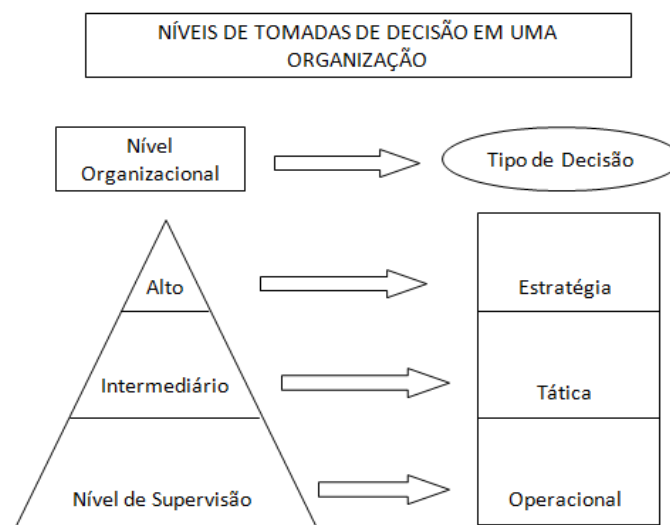 NÍVEIS DE TOMADAS DE DECISÃO EM UMA
ORGANIZAÇÃO
Nível
Organizacional
Tipo de Decisão
Alto
Estratégia
Intermediário
Tática
Nível de Supervisão
Operacional